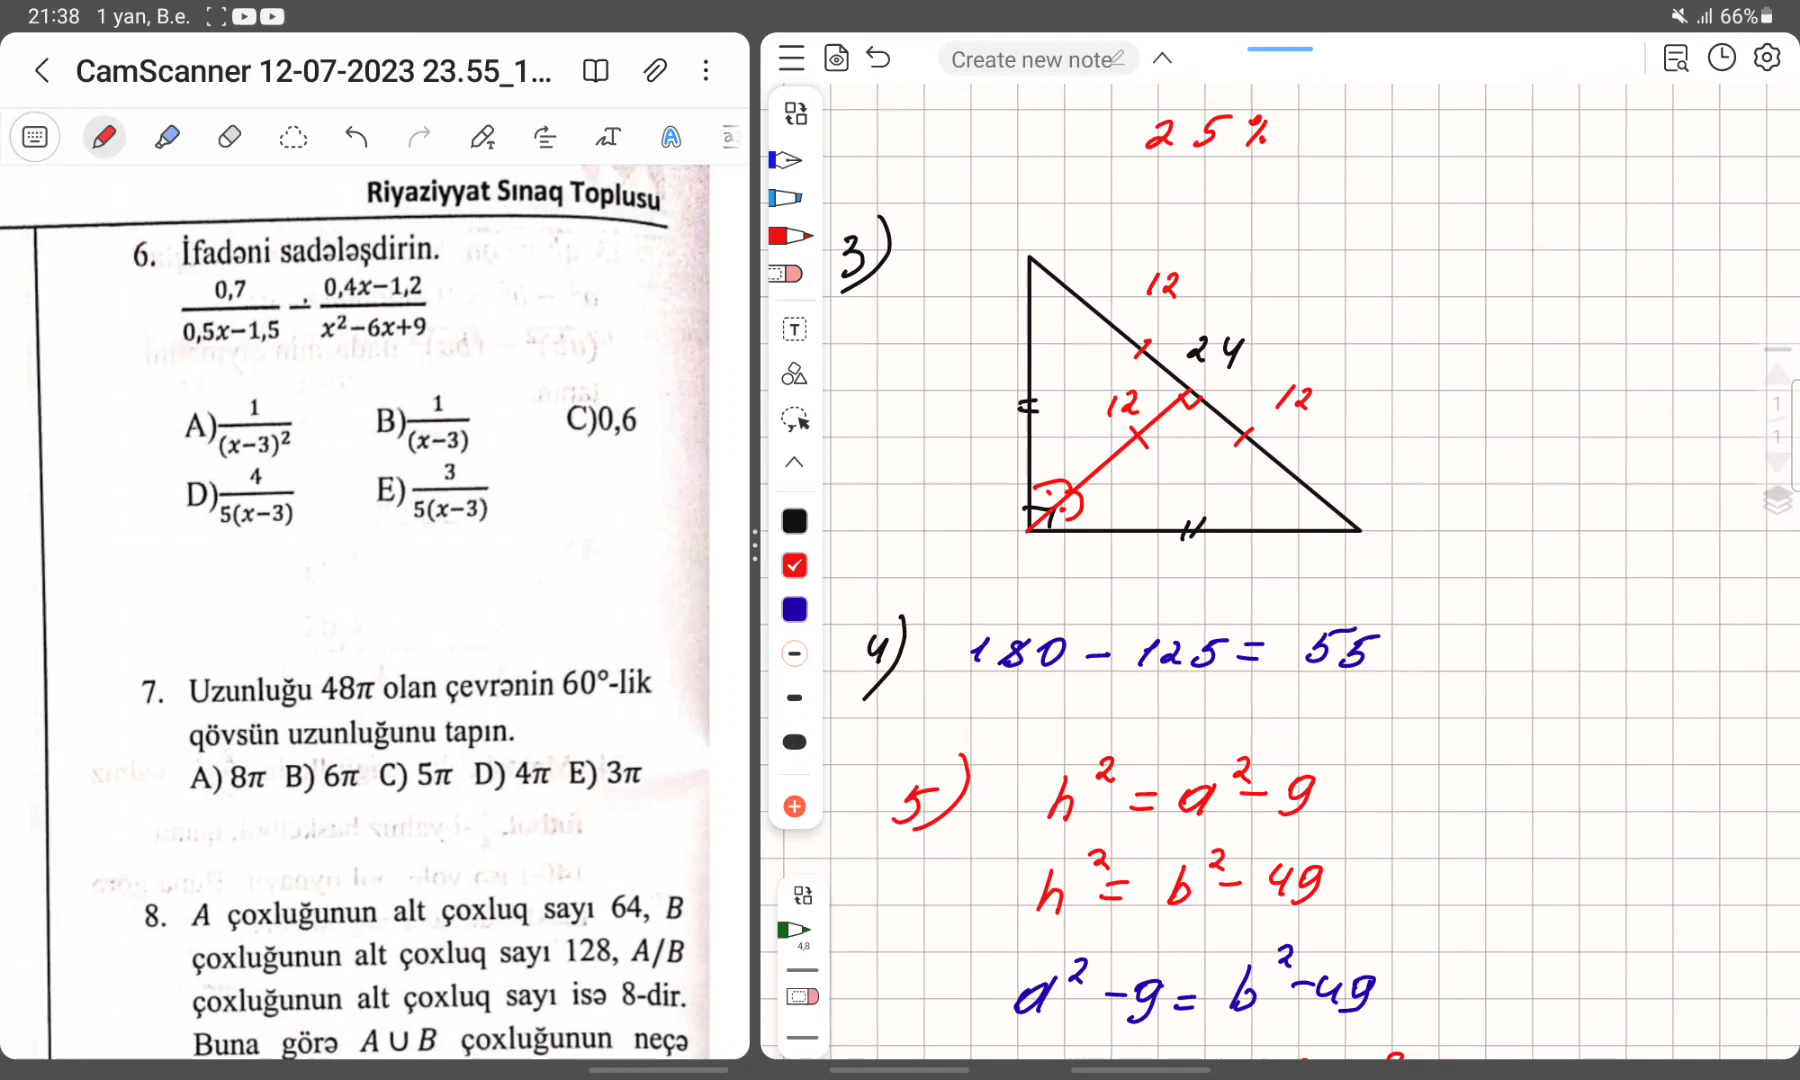 21:38 1 yan, B.e.
66%
CamScanner 12-07-2023 23.55_1...
Riyaziyyat Sınaq Toplusu
6. İfadəni sadələşdirin.
0,7 / 0,5x−1,5 ÷ 0,4x−1,2 / x²−6x+9
A) 1/(x−3)² B) 1/(x−3) C)0,6
D) 4/5(x−3) E) 3/5(x−3)
7. Uzunluğu 48π olan çevrənin 60°-lik
qövsün uzunluğunu tapın.
A) 8π B) 6π C) 5π D) 4π E) 3π
8. A çoxluğunun alt çoxluq sayı 64, B
çoxluğunun alt çoxluq sayı 128, A/B
çoxluğunun alt çoxluq sayı isə 8-dir.
Buna görə A ∪ B çoxluğunun neçə
Create new note
T
4,8
1
1
25%
3)
12
24
12
12
4) 180 − 125 = 55
5) h² = a² − 9
h² = b² − 49
a² − 9 = b² − 49